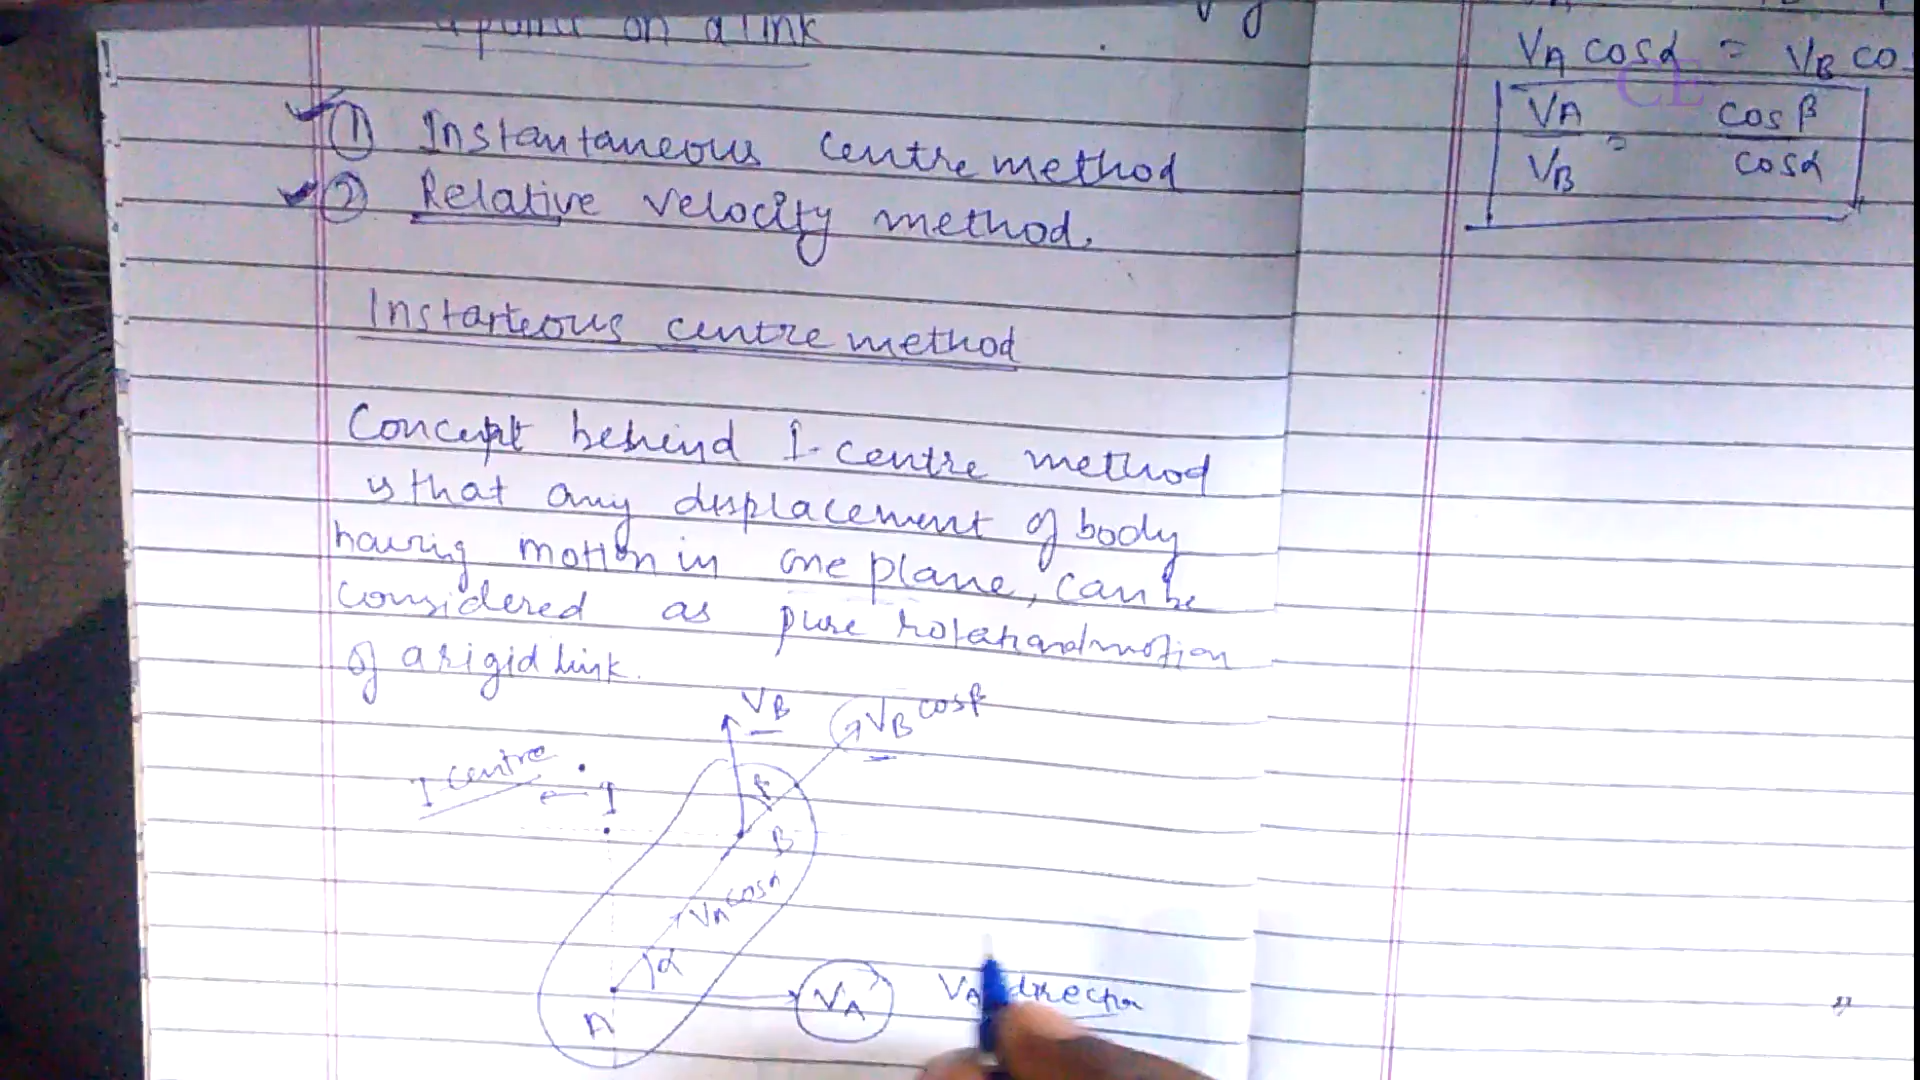 a point on a link
① Instantaneous centre method
② Relative velocity method.
Instanteous centre method
Concept behind I-centre method
is that any displacement of body
having motion in one plane, can be
considered as pure rotational motion
of a rigid link.
VB
VB cosβ
I centre
I
β
B
VA cosα
α
A
VA
VA direction
VA cosα = VB co
VA / VB = cosβ / cosα
CE